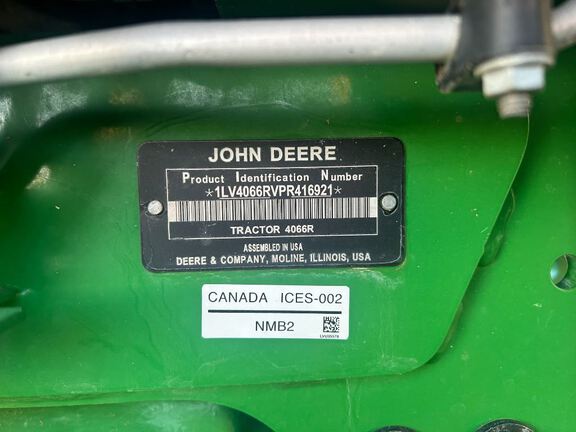 JOHN DEERE
Product Identification Number
*1LV4066RVPR416921*
TRACTOR 4066R
ASSEMBLED IN USA
DEERE & COMPANY, MOLINE, ILLINOIS, USA
CANADA ICES-002
NMB2